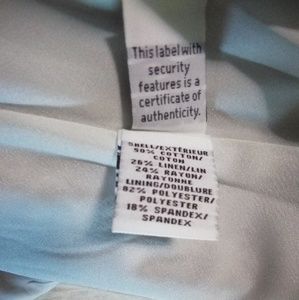 This label with
security
features is a
certificate of
authenticity.
SHELL/EXTÉRIEUR
50% COTTON/
COTON
26% LINEN/LIN
24% RAYON/
RAYONNE
LINING/DOUBLURE
82% POLYESTER/
POLYESTER
18% SPANDEX/
SPANDEX